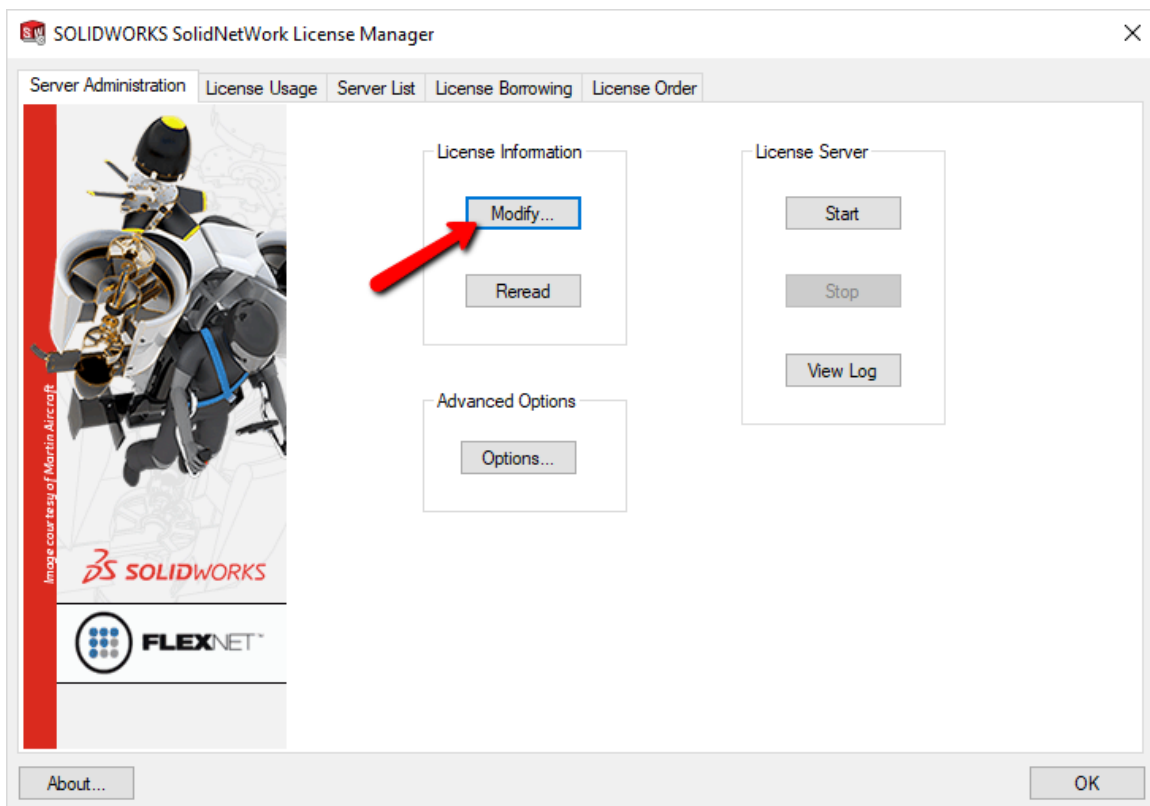 SOLIDWORKS SolidNetWork License Manager
Server Administration License Usage Server List License Borrowing License Order
License Information
License Server
Modify...
Start
Reread
Stop
View Log
Advanced Options
Options...
Image courtesy of Martin Aircraft
SOLIDWORKS
FLEXNET™
About...
OK